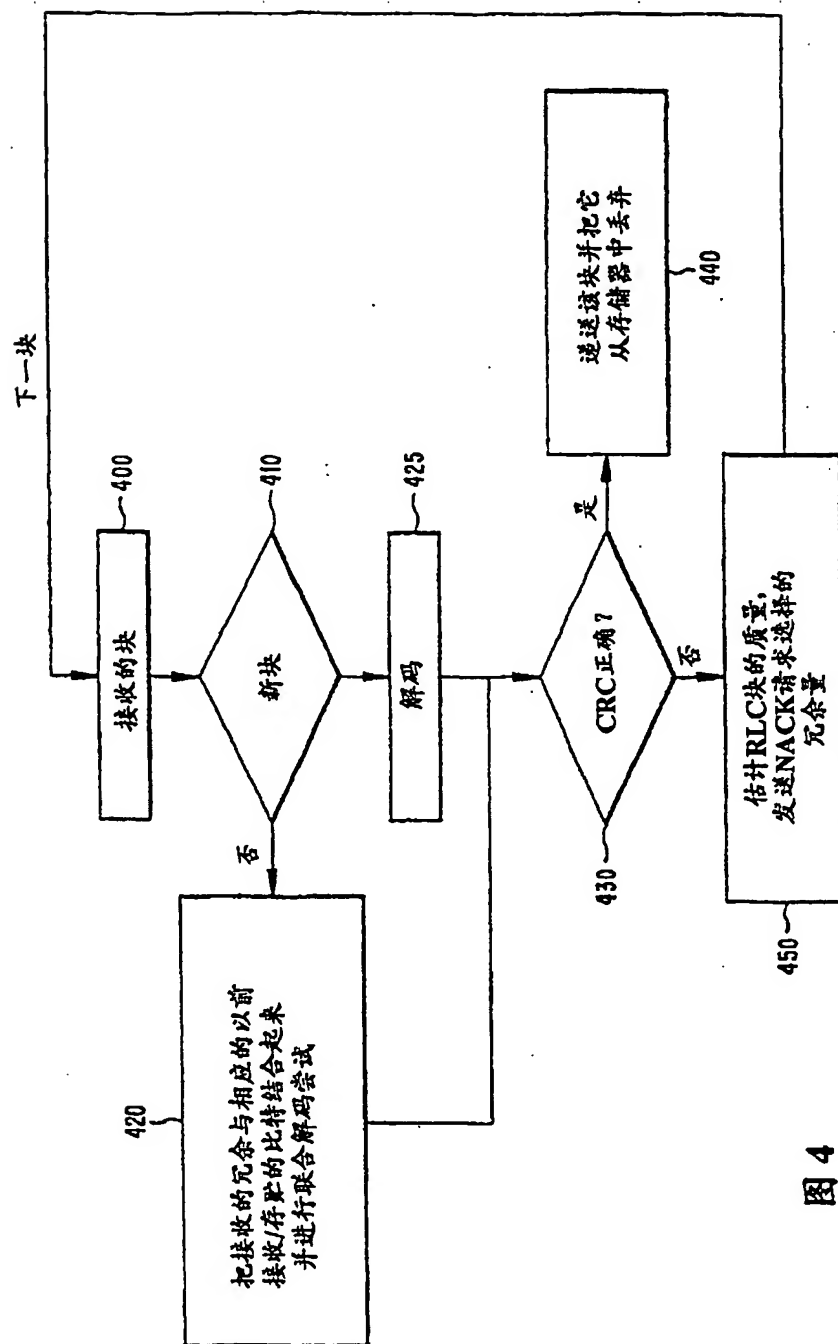 下一块
接收的块
400
新块
410
否
把接收的冗余与相应的以前
接收/存贮的比特结合起来
并进行联合解码尝试
420
解码
425
CRC正确?
430
是
递送该块并把它
从存储器中丢弃
440
否
估计RLC块的质量,
发送NACK请求选择的
冗余量
450
图 4